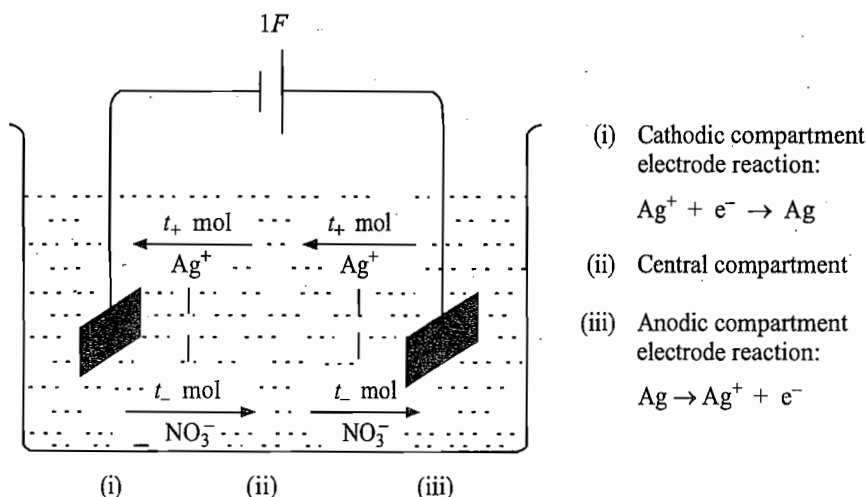 1F
t₊ mol
t₊ mol
Ag⁺
Ag⁺
t₋ mol
t₋ mol
NO₃⁻
NO₃⁻
(i)
(ii)
(iii)
(i) Cathodic compartment
electrode reaction:
Ag⁺ + e⁻ → Ag
(ii) Central compartment
(iii) Anodic compartment
electrode reaction:
Ag → Ag⁺ + e⁻